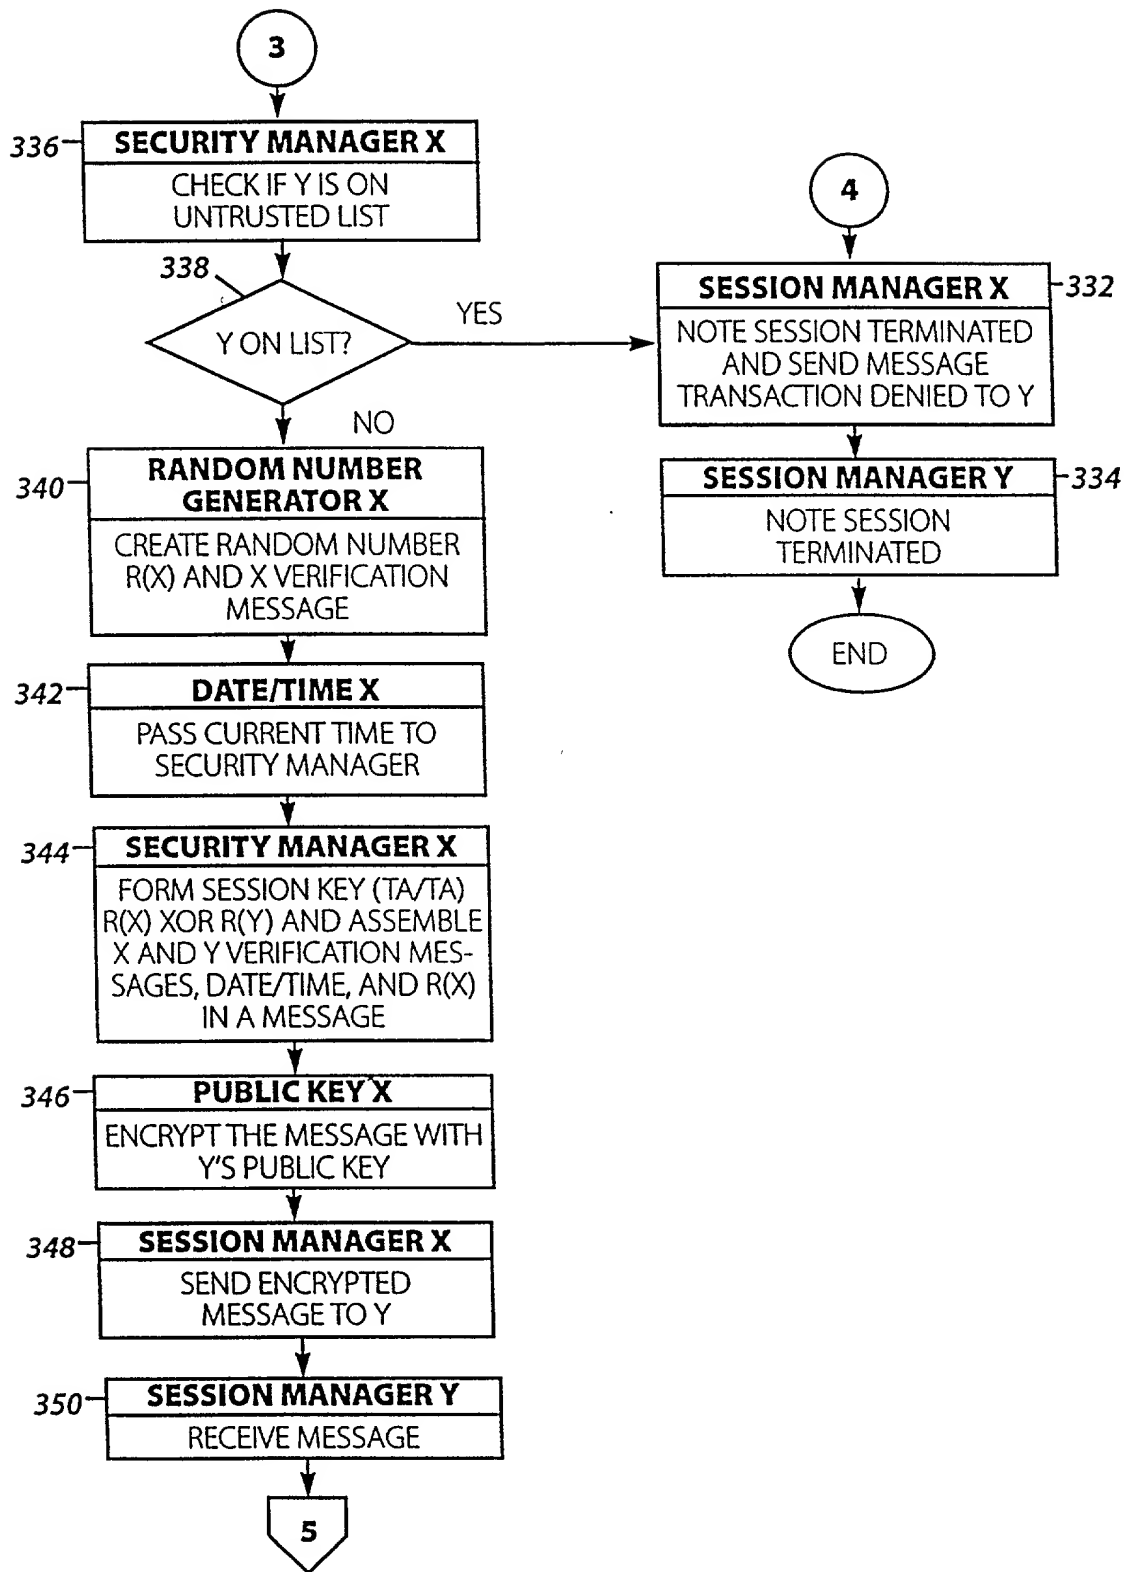 3
336
SECURITY MANAGER X
CHECK IF Y IS ON
UNTRUSTED LIST
338
Y ON LIST?
YES
NO
4
SESSION MANAGER X
332
NOTE SESSION TERMINATED
AND SEND MESSAGE
TRANSACTION DENIED TO Y
SESSION MANAGER Y
334
NOTE SESSION
TERMINATED
END
340
RANDOM NUMBER
GENERATOR X
CREATE RANDOM NUMBER
R(X) AND X VERIFICATION
MESSAGE
342
DATE/TIME X
PASS CURRENT TIME TO
SECURITY MANAGER
344
SECURITY MANAGER X
FORM SESSION KEY (TA/TA)
R(X) XOR R(Y) AND ASSEMBLE
X AND Y VERIFICATION MES-
SAGES, DATE/TIME, AND R(X)
IN A MESSAGE
346
PUBLIC KEY X
ENCRYPT THE MESSAGE WITH
Y'S PUBLIC KEY
348
SESSION MANAGER X
SEND ENCRYPTED
MESSAGE TO Y
350
SESSION MANAGER Y
RECEIVE MESSAGE
5